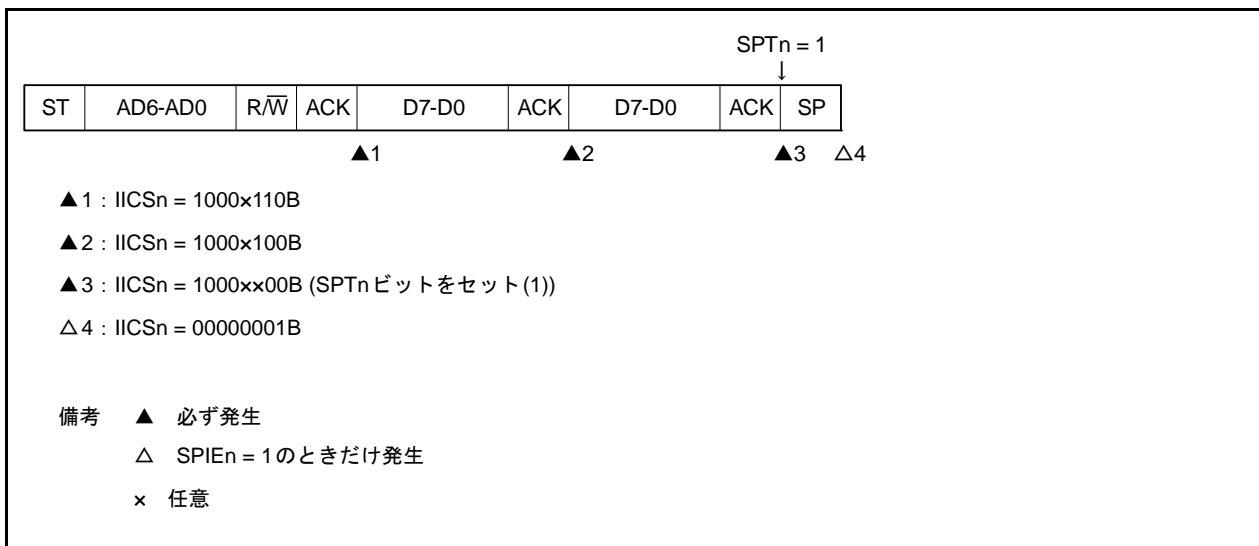 SPTn = 1
↓
ST AD6-AD0 R/W̅ ACK D7-D0 ACK D7-D0 ACK SP
▲1 ▲2 ▲3 △4
▲1：IICSn = 1000×110B
▲2：IICSn = 1000×100B
▲3：IICSn = 1000××00B (SPTnビットをセット(1))
△4：IICSn = 00000001B
備考 ▲ 必ず発生
△ SPIEn = 1のときだけ発生
× 任意